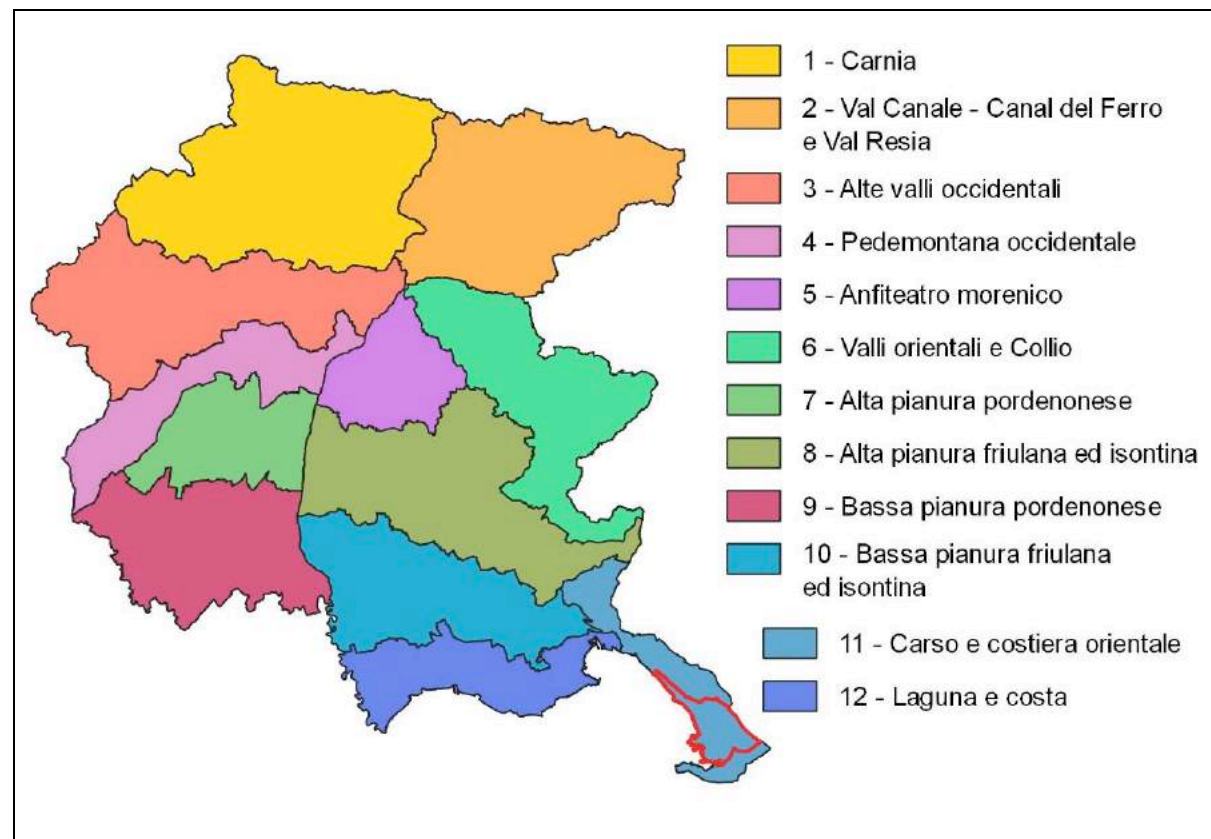 1 - Carnia
2 - Val Canale - Canal del Ferro
e Val Resia
3 - Alte valli occidentali
4 - Pedemontana occidentale
5 - Anfiteatro morenico
6 - Valli orientali e Collio
7 - Alta pianura pordenonese
8 - Alta pianura friulana ed isontina
9 - Bassa pianura pordenonese
10 - Bassa pianura friulana
ed isontina
11 - Carso e costiera orientale
12 - Laguna e costa